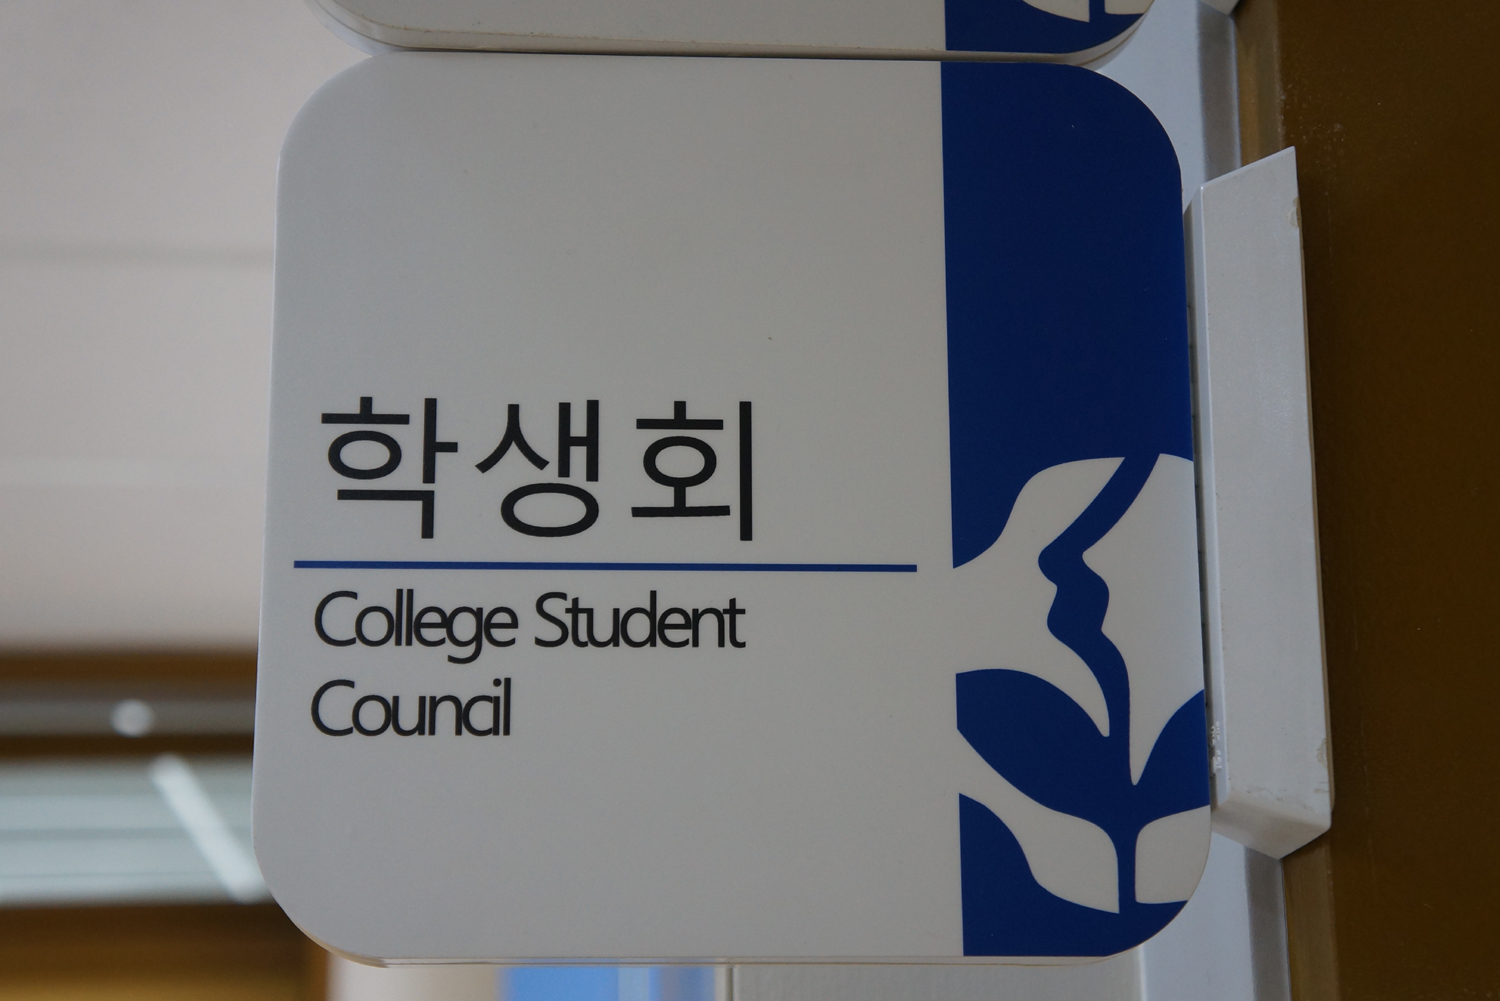 학생회
College Student
Council